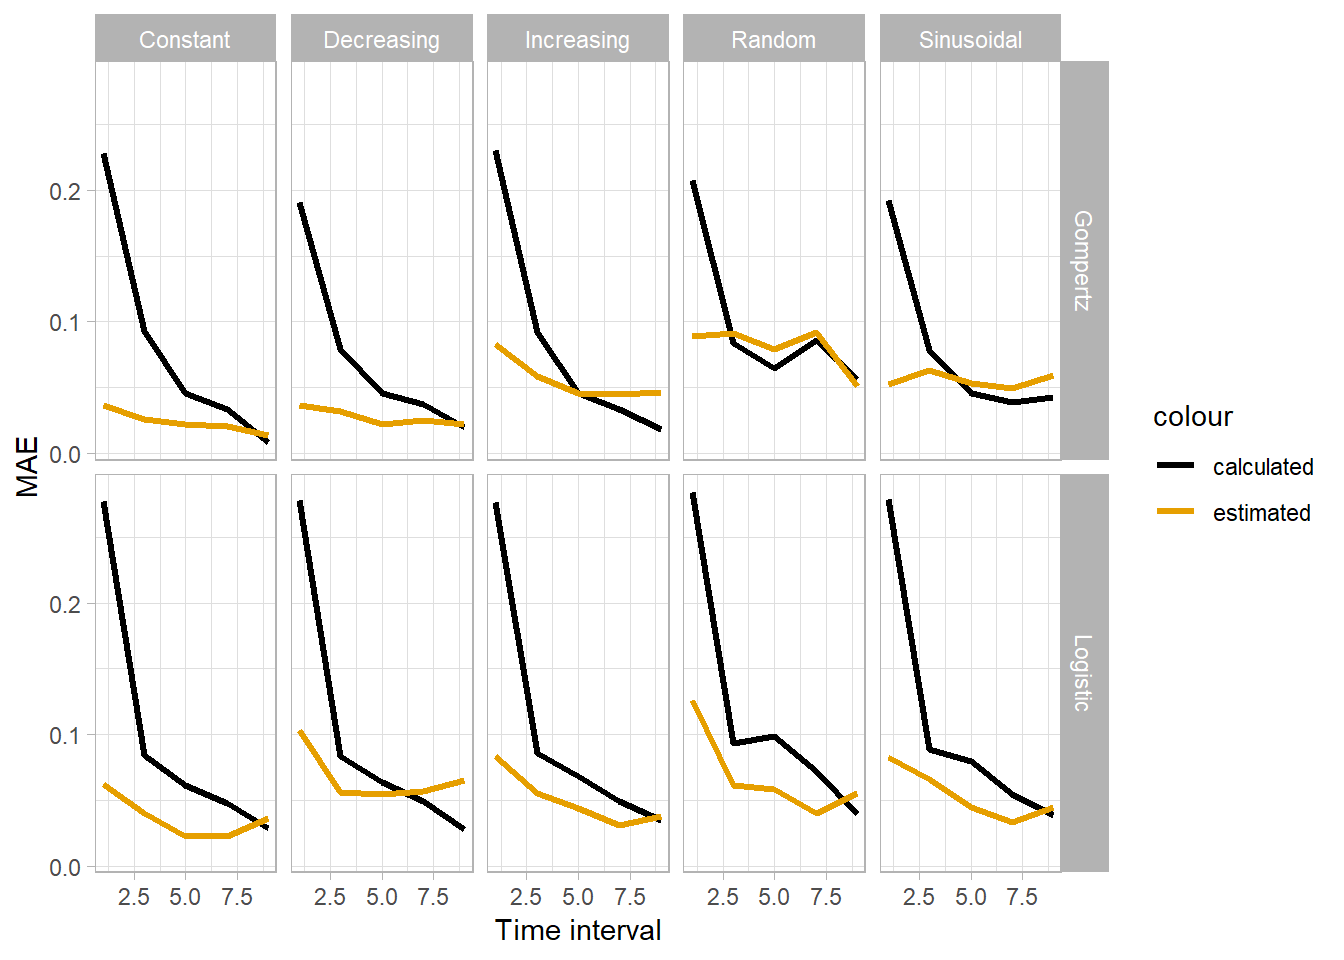 Constant Decreasing Increasing Random Sinusoidal
Gompertz
0.2
0.1
0.0
MAE
Logistic
0.2
0.1
0.0
2.5 5.0 7.5 2.5 5.0 7.5 2.5 5.0 7.5 2.5 5.0 7.5 2.5 5.0 7.5
Time interval
colour
calculated
estimated